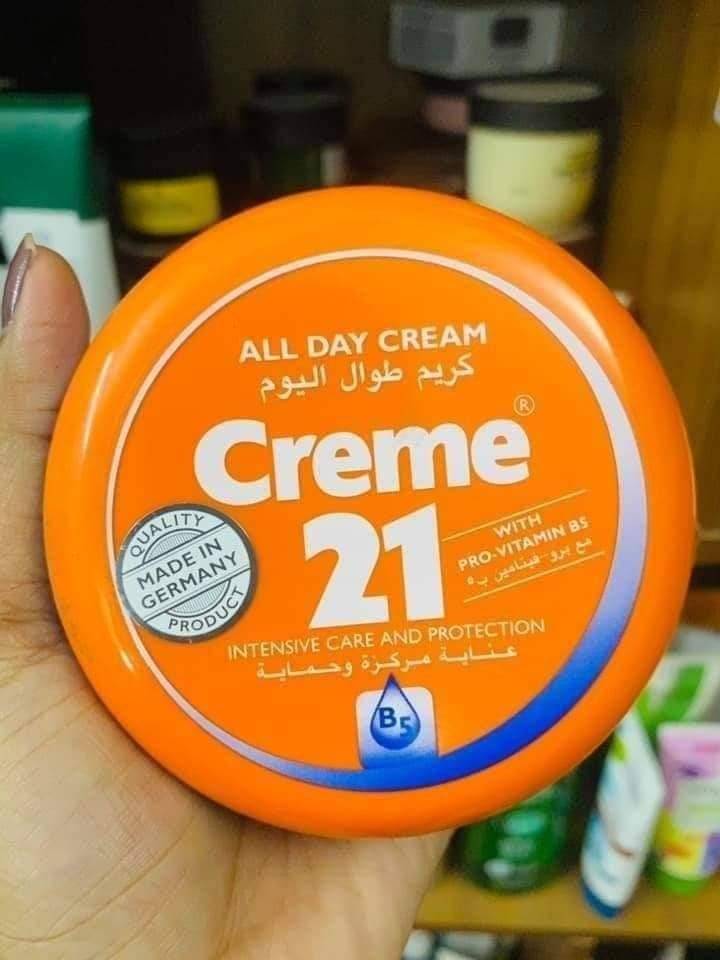 ALL DAY CREAM
كريم طوال اليوم
Creme®
21
WITH
PRO-VITAMIN B5
مع برو-فيتامين ب٥
QUALITY
MADE IN
GERMANY
PRODUCT
INTENSIVE CARE AND PROTECTION
عناية مركزة وحماية
B5